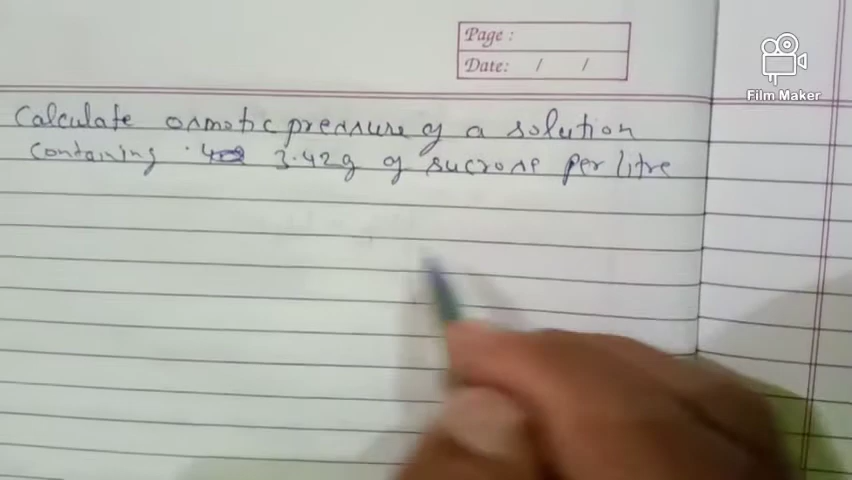 Page :
Date: / /
Film Maker
Calculate osmotic pressure of a solution
containing 3.42g of sucrose per litre